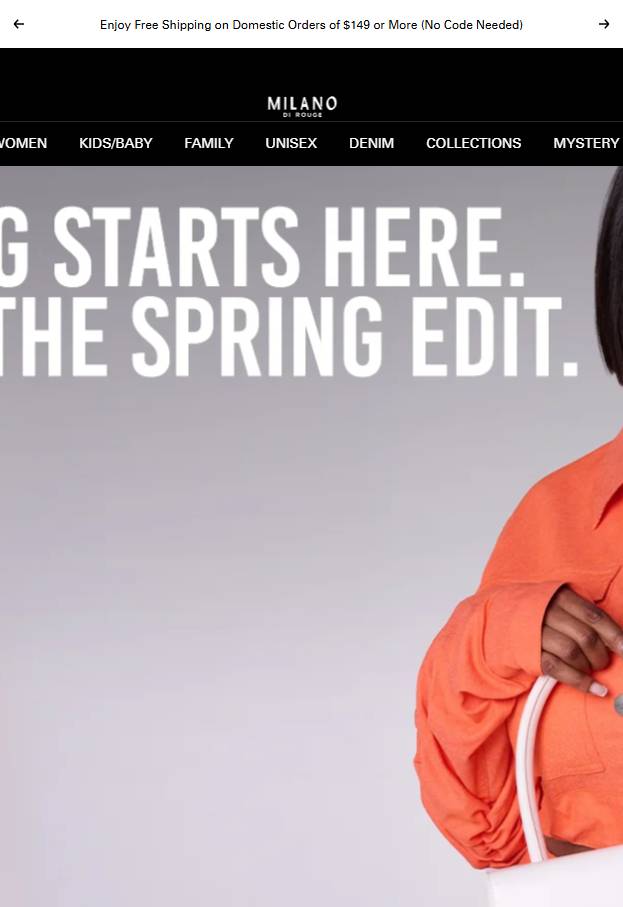 Enjoy Free Shipping on Domestic Orders of $149 or More (No Code Needed)
MILANO
DI ROUGE
WOMEN KIDS/BABY FAMILY UNISEX DENIM COLLECTIONS MYSTERY
G STARTS HERE.
THE SPRING EDIT.